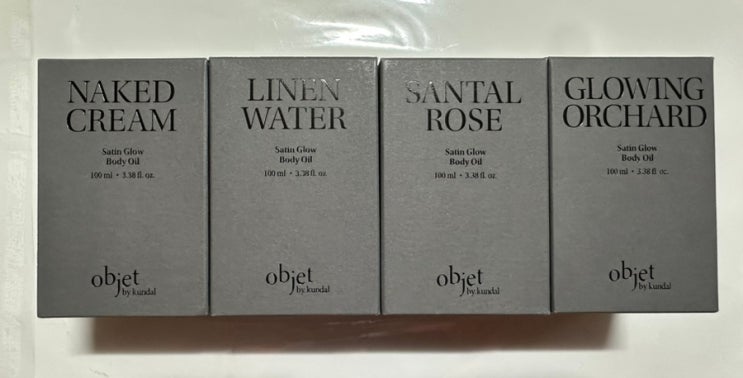 NAKED
CREAM
Satin Glow
Body Oil
100 ml • 3.38 fl. oz.
objet
by kundal
LINEN
WATER
Satin Glow
Body Oil
100 ml • 3.38 fl. oz.
objet
by kundal
SANTAL
ROSE
Satin Glow
Body Oil
100 ml • 3.38 fl. oz.
objet
by kundal
GLOWING
ORCHARD
Satin Glow
Body Oil
100 ml • 3.38 fl. oz.
objet
by kundal